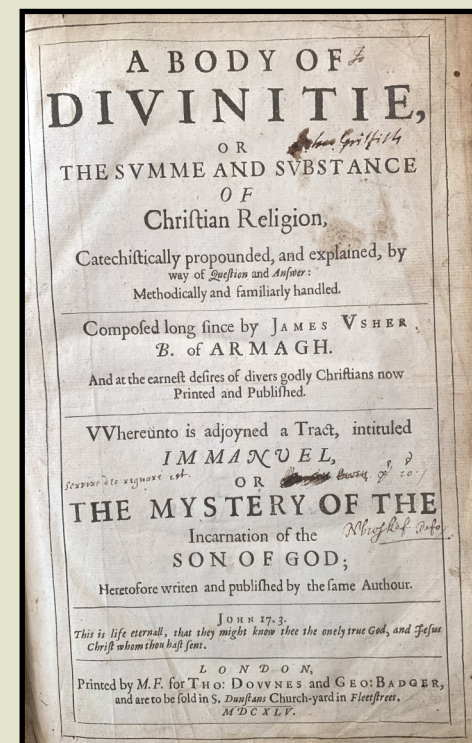 A BODY OF
DIVINITIE,
OR
THE SVMME AND SVBSTANCE
OF
Chriſtian Religion,
Catechiſtically propounded, and explained, by
way of Queſtion and Anſwer:
Methodically and familiarly handled.
Compoſed long ſince by JAMES VSHER
B. of ARMAGH.
And at the earneſt deſires of divers godly Chriſtians now
Printed and Publiſhed.
VVhereunto is adjoyned a Tract, intituled
IMMANUEL,
OR
THE MYSTERY OF THE
Incarnation of the
SON OF GOD;
Heretofore writen and publiſhed by the ſame Authour.
JOHN 17. 3.
This is life eternall, that they might know thee the onely true God, and Jeſus
Chriſt whom thou haſt ſent.
LONDON,
Printed by M.F. for THO: DOVVNES and GEO: BADGER,
and are to be ſold in S. Dunſtans Church-yard in Fleetſtreet.
MDCXLV.